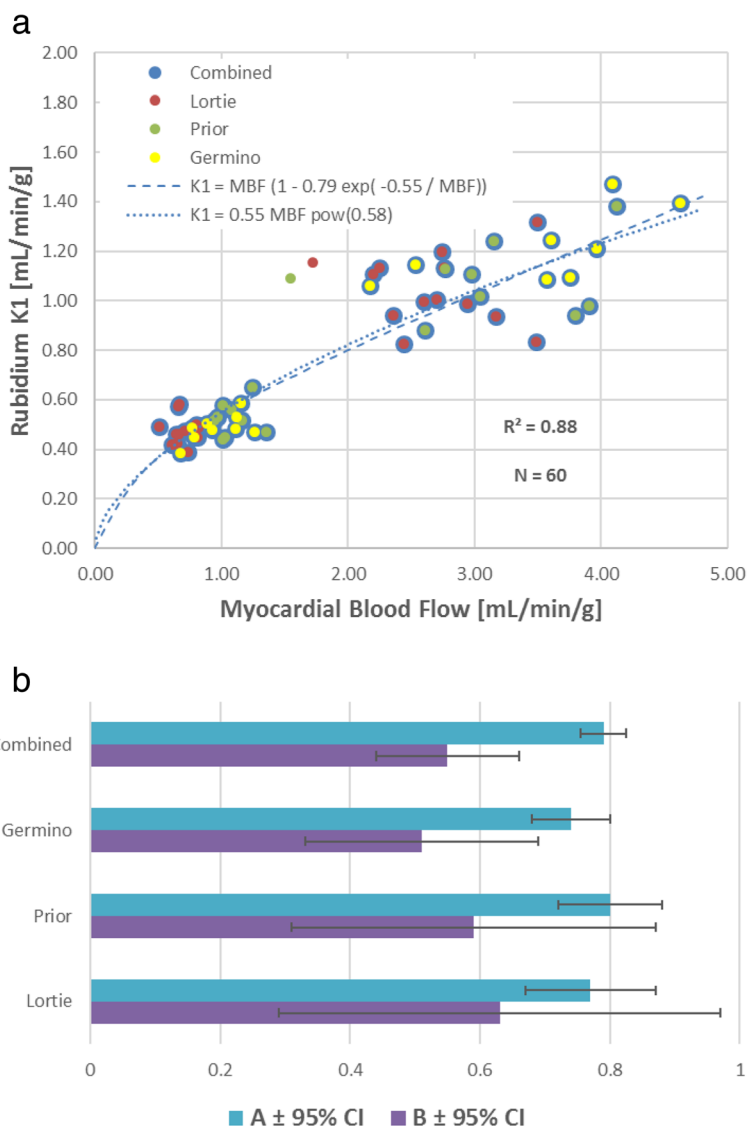 a
2.00
1.80
1.60
1.40
1.20
1.00
0.80
0.60
0.40
0.20
0.00
Rubidium K1 [mL/min/g]
Combined
Lortie
Prior
Germino
K1 = MBF (1 - 0.79 exp( -0.55 / MBF))
K1 = 0.55 MBF pow(0.58)
R² = 0.88
N = 60
0.00 1.00 2.00 3.00 4.00 5.00
Myocardial Blood Flow [mL/min/g]
b
ombined
Germino
Prior
Lortie
0 0.2 0.4 0.6 0.8 1
A ± 95% CI B ± 95% CI